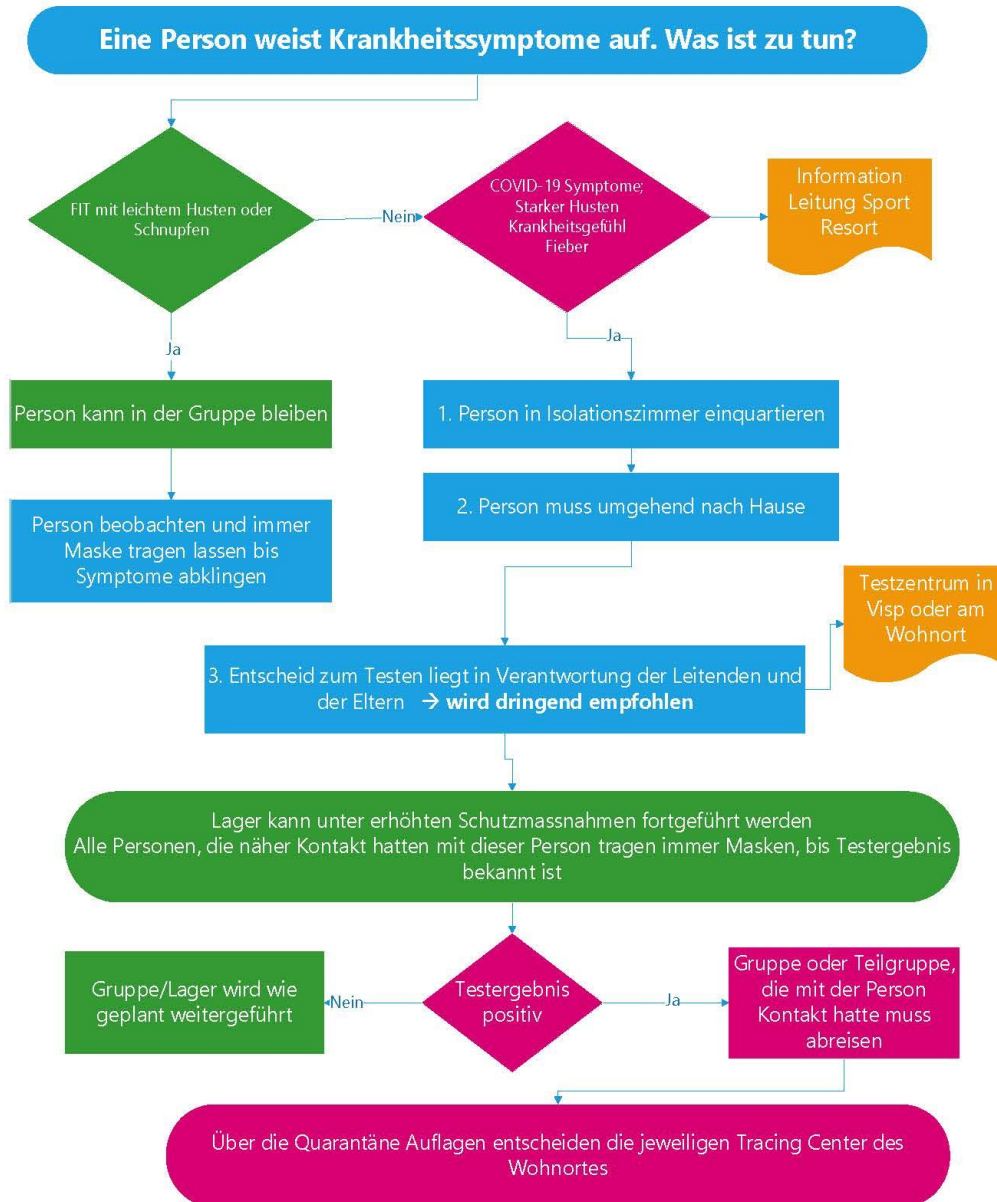 Eine Person weist Krankheitssymptome auf. Was ist zu tun?
FIT mit leichtem Husten oder
Schnupfen
Nein
COVID-19 Symptome;
Starker Husten
Krankheitsgefühl
Fieber
Information
Leitung Sport
Resort
Ja
Ja
Person kann in der Gruppe bleiben
1. Person in Isolationszimmer einquartieren
Person beobachten und immer
Maske tragen lassen bis
Symptome abklingen
2. Person muss umgehend nach Hause
Testzentrum in
Visp oder am
Wohnort
3. Entscheid zum Testen liegt in Verantwortung der Leitenden und
der Eltern → wird dringend empfohlen
Lager kann unter erhöhten Schutzmassnahmen fortgeführt werden
Alle Personen, die näher Kontakt hatten mit dieser Person tragen immer Masken, bis Testergebnis
bekannt ist
Gruppe/Lager wird wie
geplant weitergeführt
Nein
Testergebnis
positiv
Ja
Gruppe oder Teilgruppe,
die mit der Person
Kontakt hatte muss
abreisen
Über die Quarantäne Auflagen entscheiden die jeweiligen Tracing Center des
Wohnortes